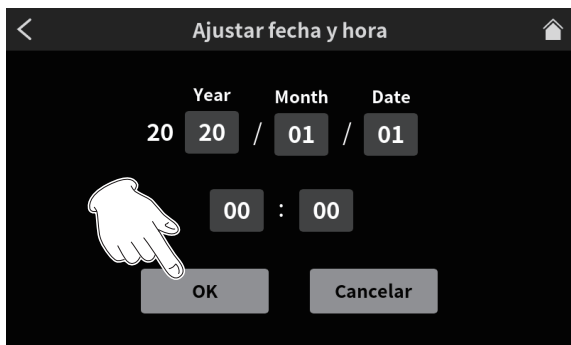 Ajustar fecha y hora
Year Month Date
20 20 / 01 / 01
00 : 00
OK Cancelar